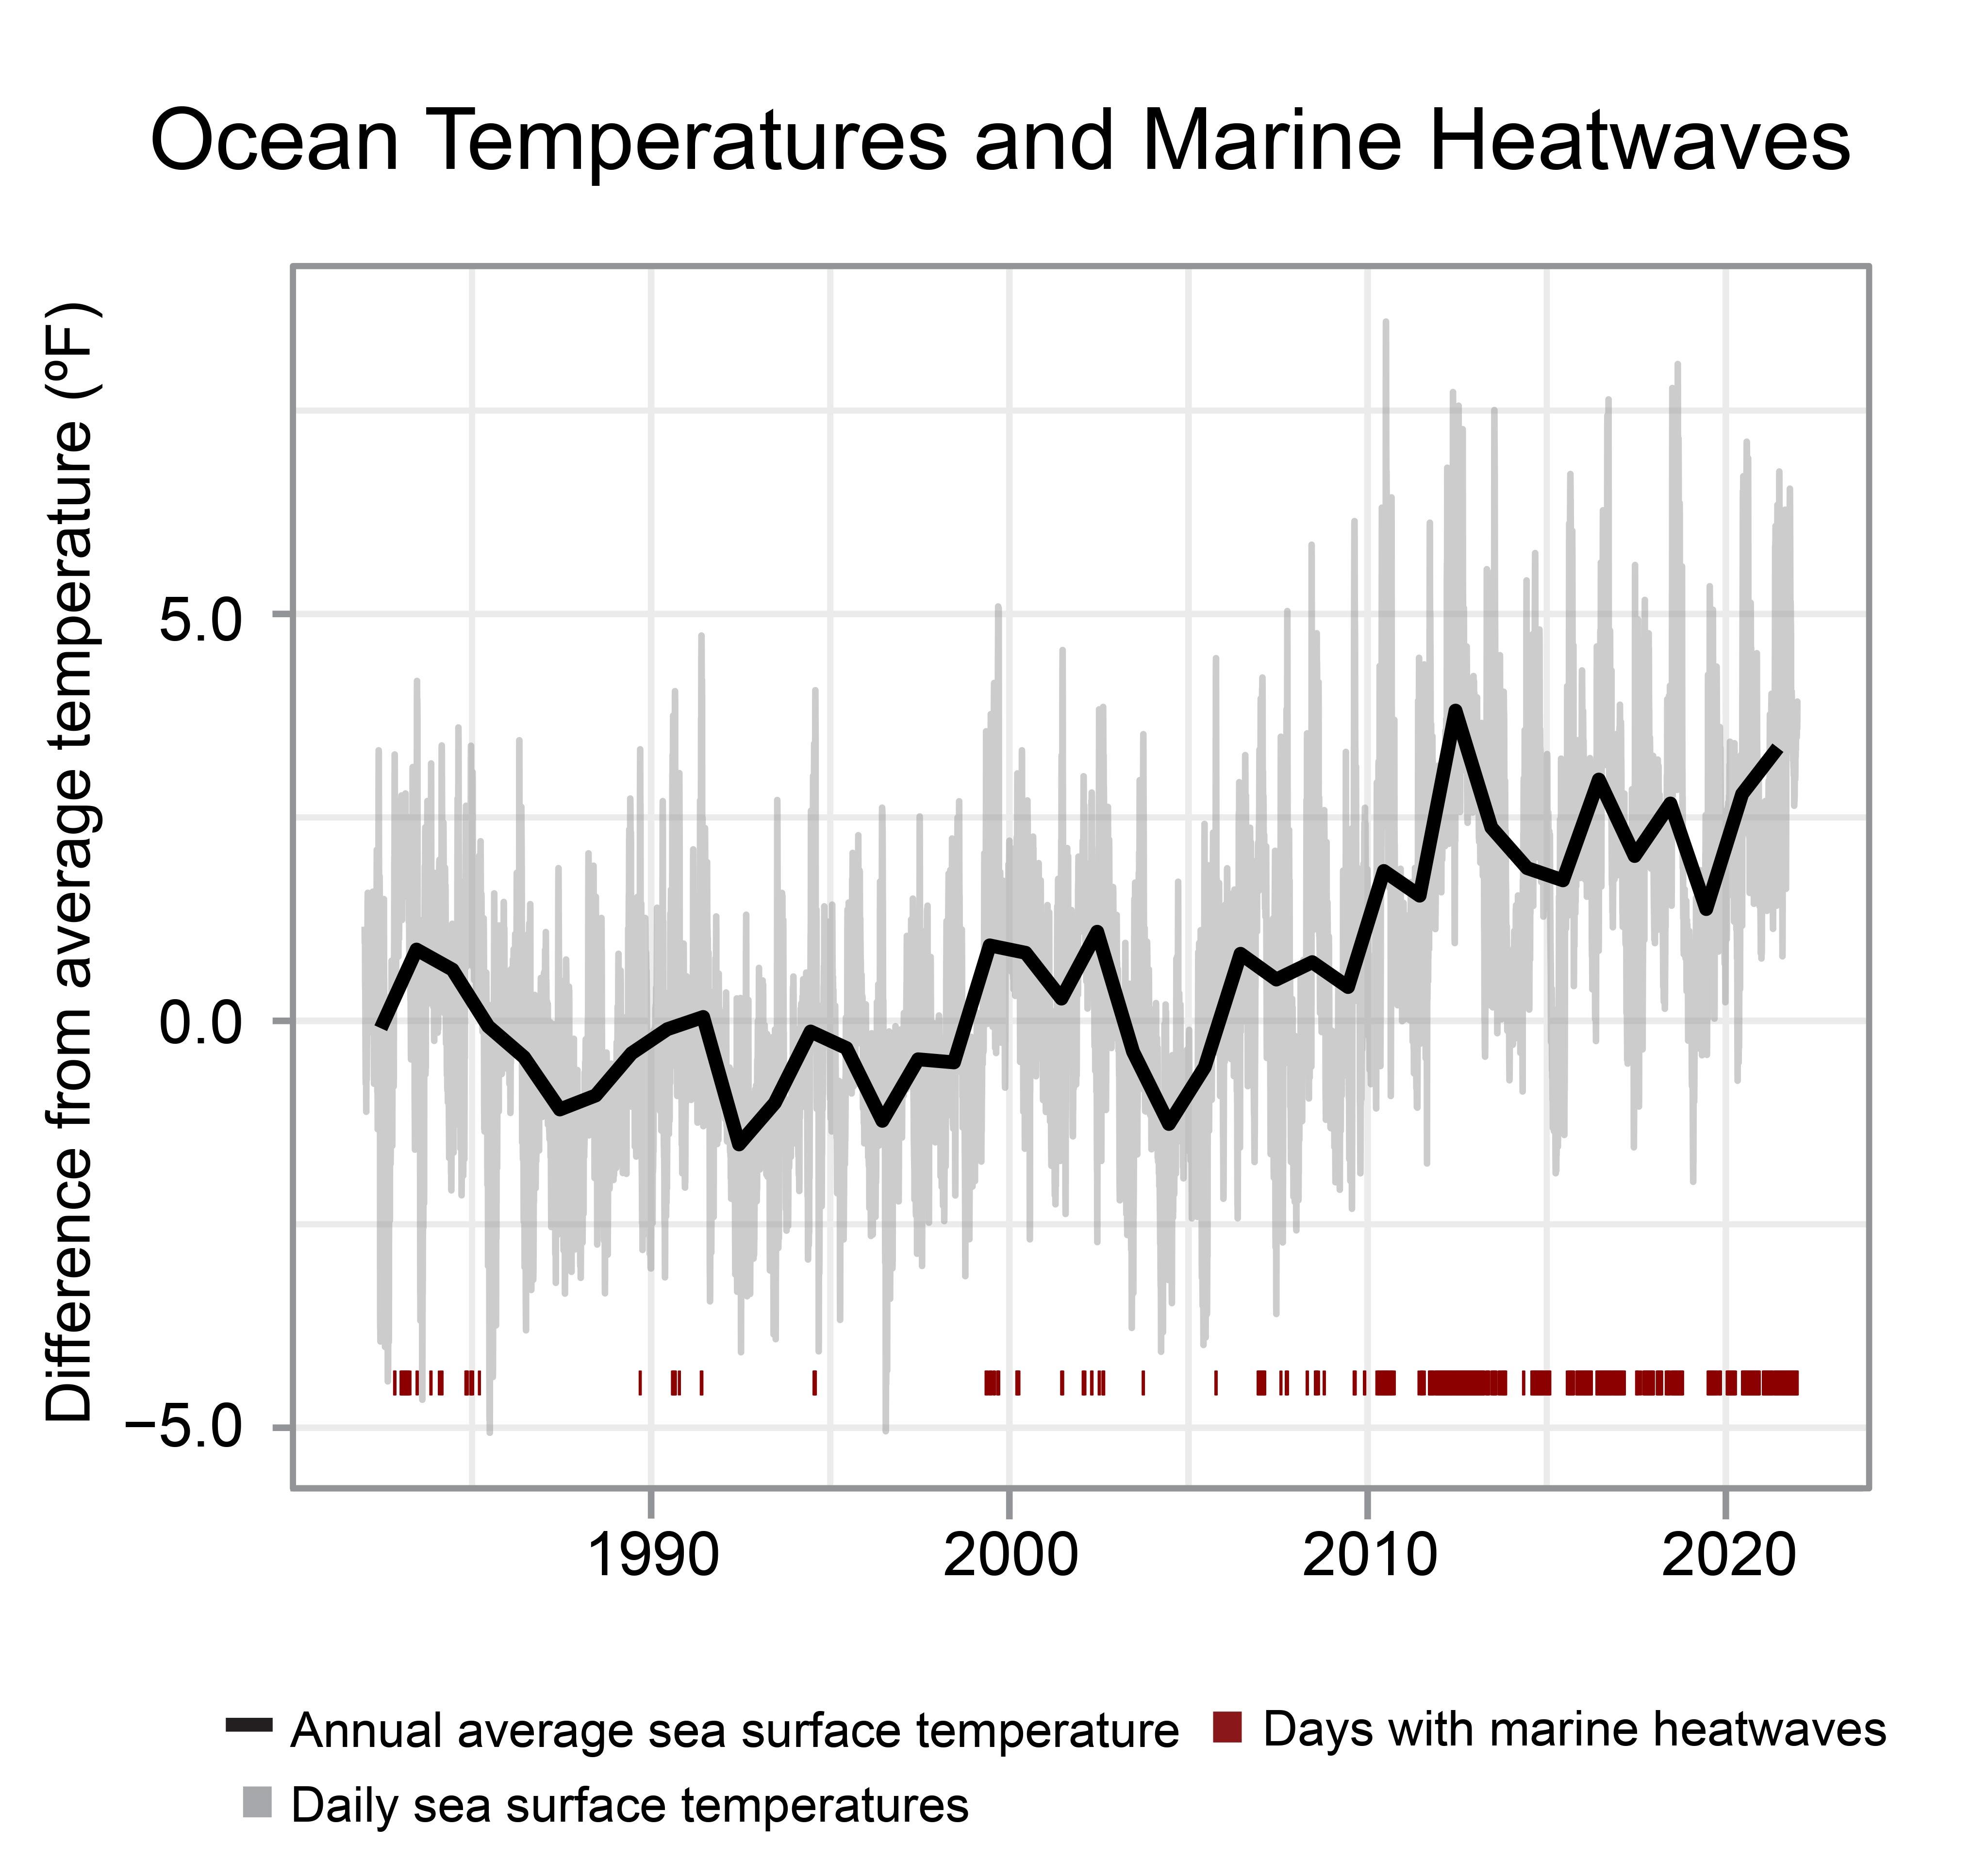 Ocean Temperatures and Marine Heatwaves
Difference from average temperature (ºF)
5.0
0.0
−5.0
1990
2000
2010
2020
Annual average sea surface temperature
Days with marine heatwaves
Daily sea surface temperatures